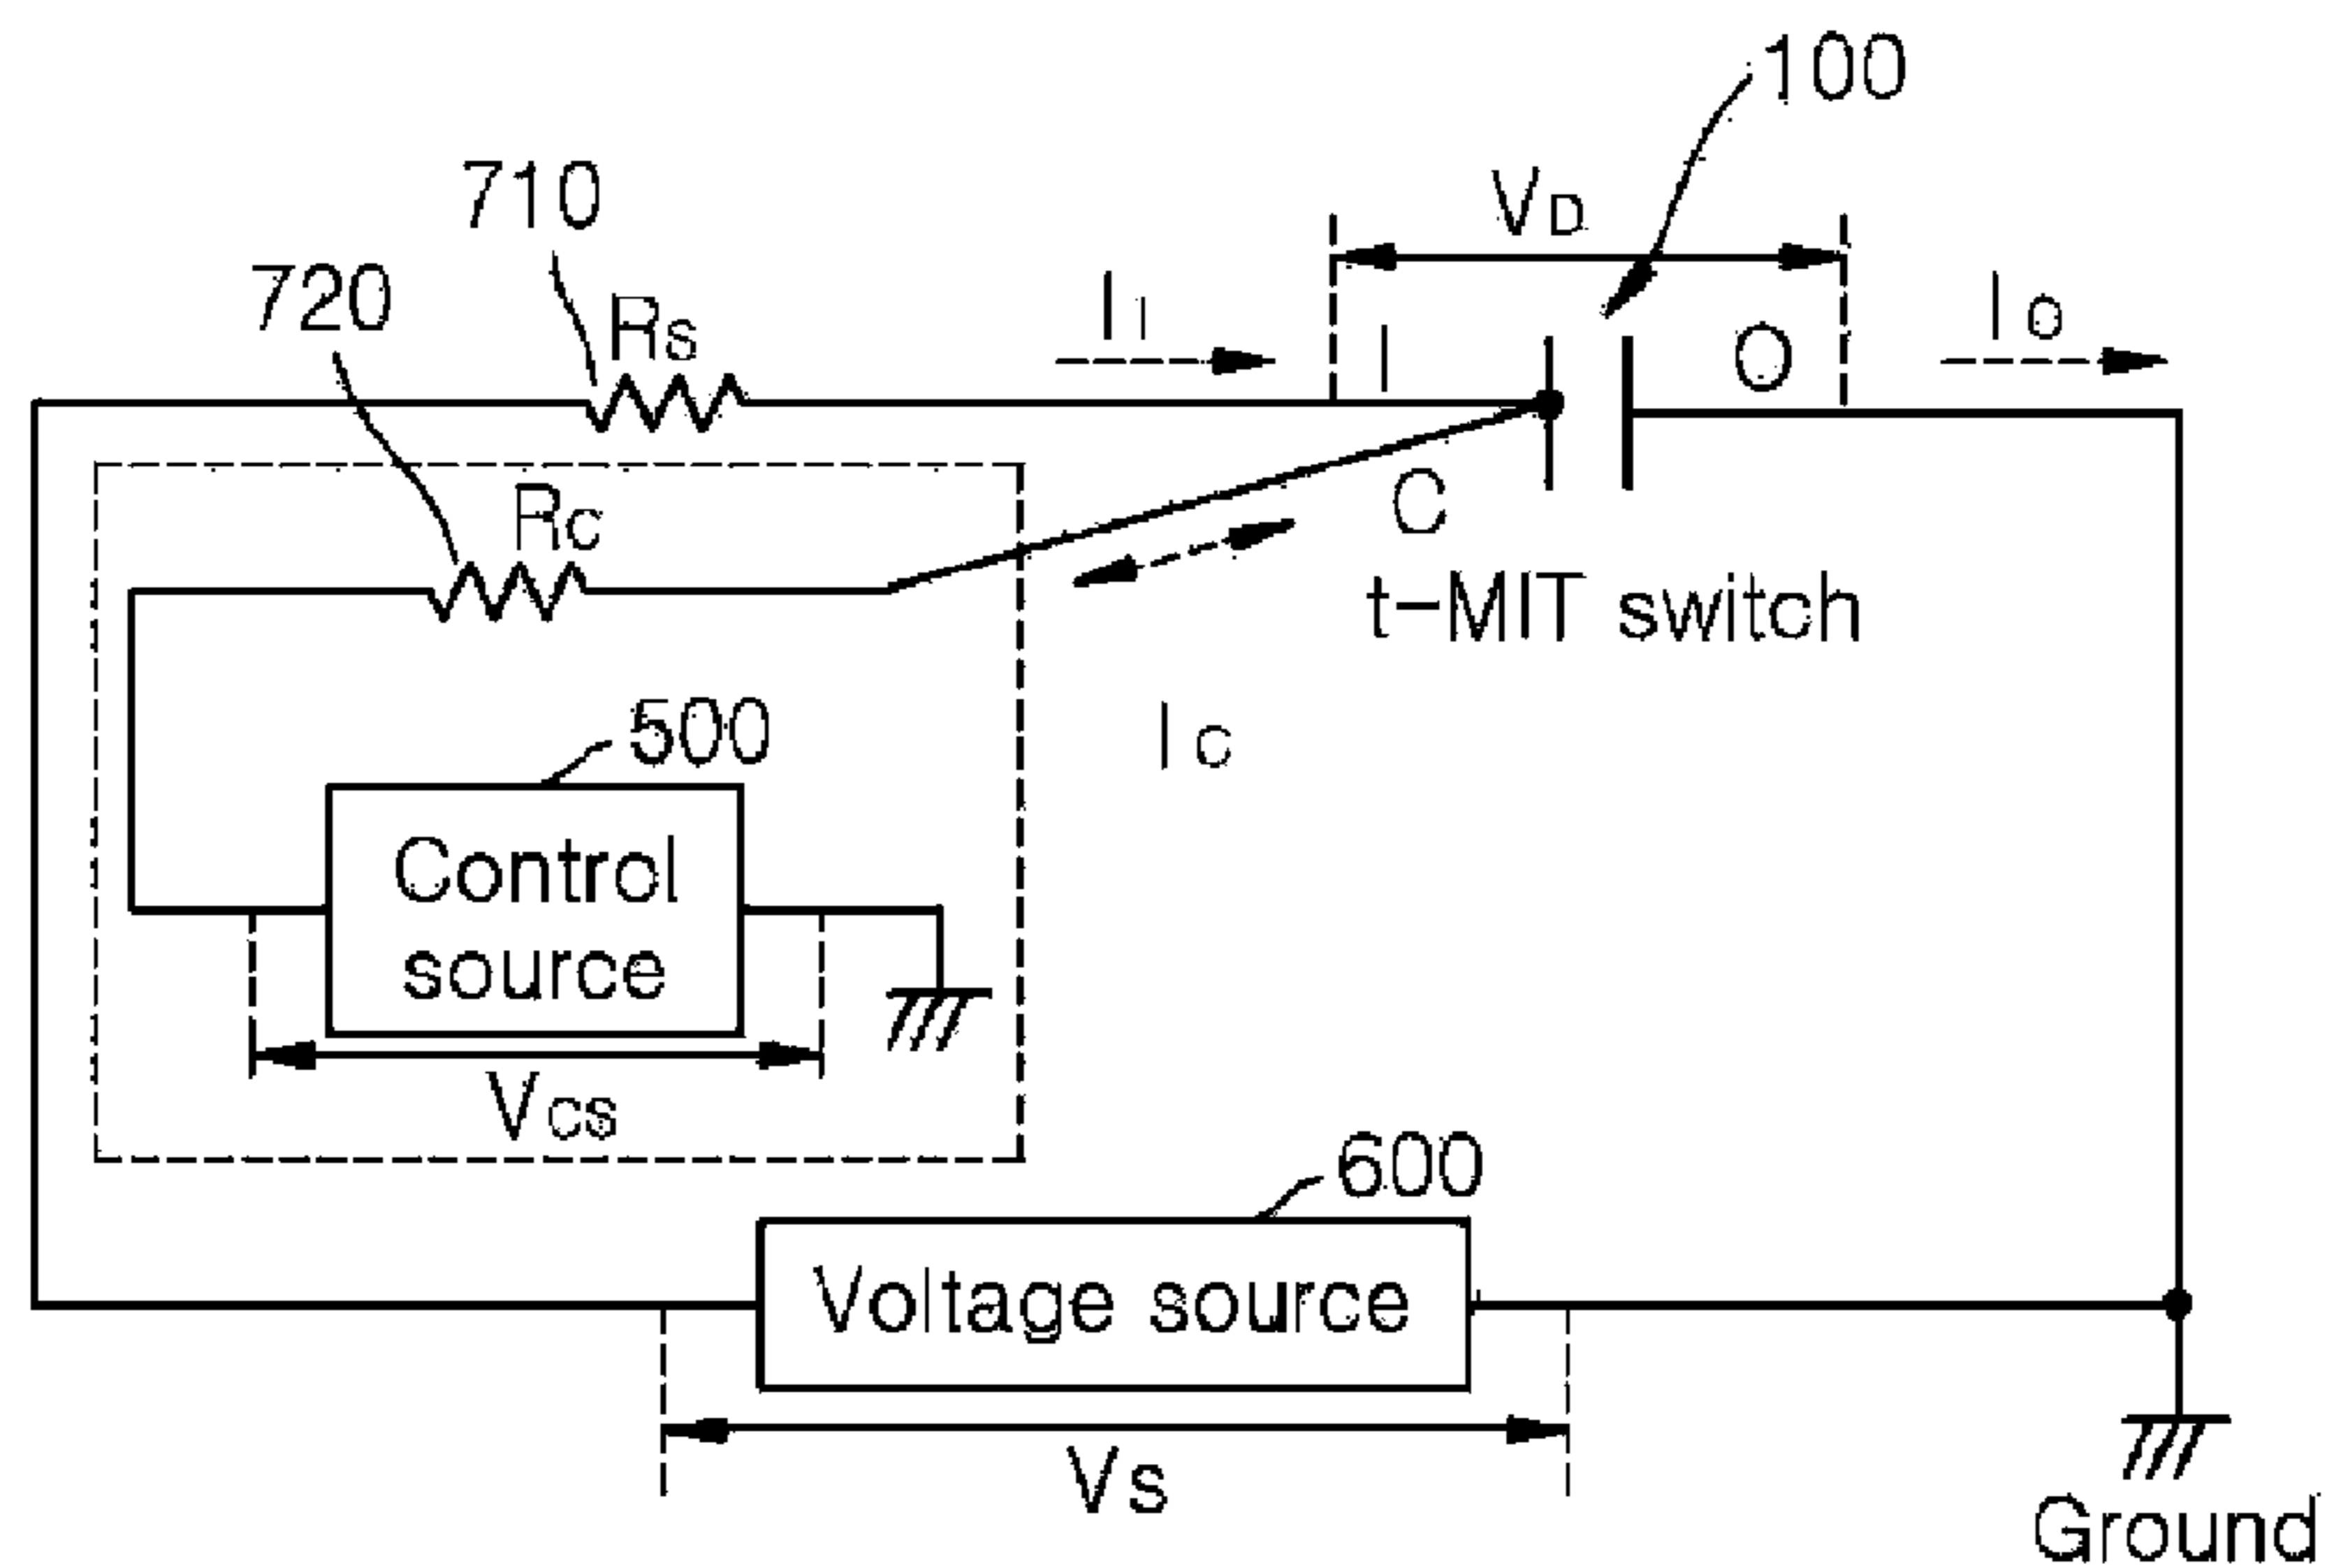 100
710
VD
720
Rs
II
I
O
IO
Rc
C
t-MIT switch
500
IC
Control
source
Vcs
600
Voltage source
Vs
Ground